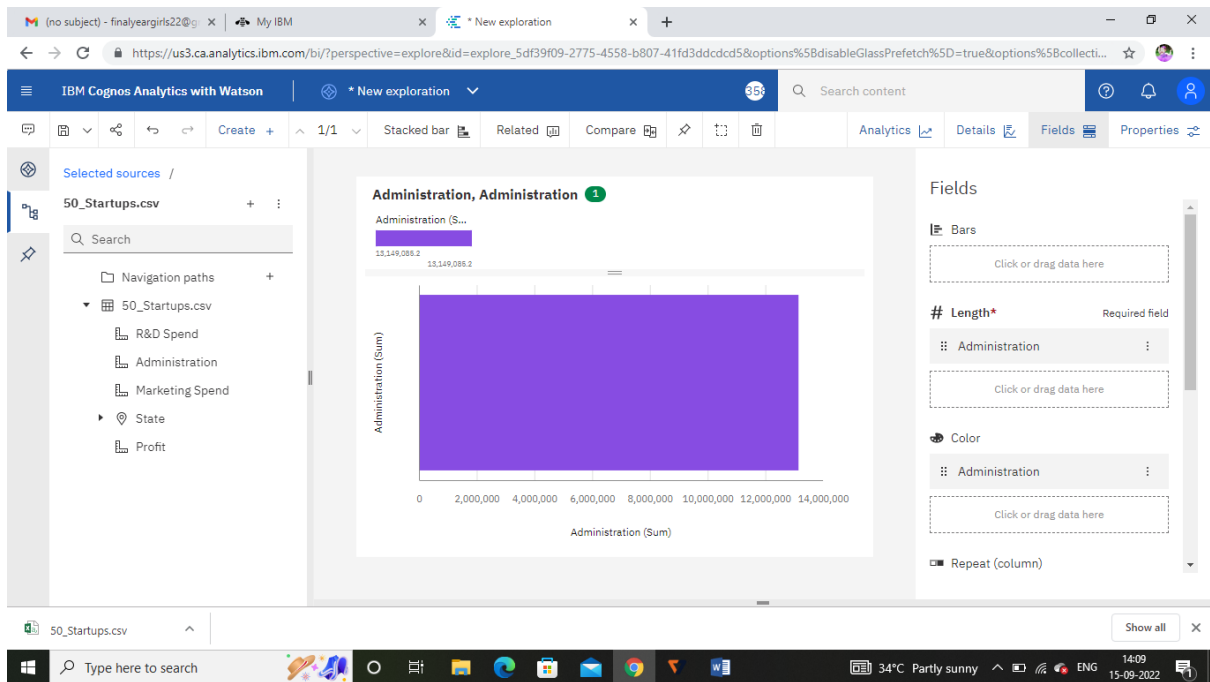 (no subject) - finalyeargirls22@g
My IBM
* New exploration
https://us3.ca.analytics.ibm.com/bi/?perspective=explore&id=explore_5df39f09-2775-4558-b807-41fd3ddcdcd5&options%5BdisableGlassPrefetch%5D=true&options%5Bcollecti...
IBM Cognos Analytics with Watson
* New exploration
358
Search content
Create +
1/1
Stacked bar
Related
Compare
Analytics
Details
Fields
Properties
Selected sources /
50_Startups.csv
Search
Navigation paths
50_Startups.csv
R&D Spend
Administration
Marketing Spend
State
Profit
Administration, Administration 1
Administration (S...
13,149,086.2
13,149,086.2
Administration (Sum)
0 2,000,000 4,000,000 6,000,000 8,000,000 10,000,000 12,000,000 14,000,000
Administration (Sum)
Fields
Bars
Click or drag data here
# Length* Required field
Administration
Click or drag data here
Color
Administration
Click or drag data here
Repeat (column)
50_Startups.csv
Show all
Type here to search
34°C Partly sunny
ENG
14:09
15-09-2022
1